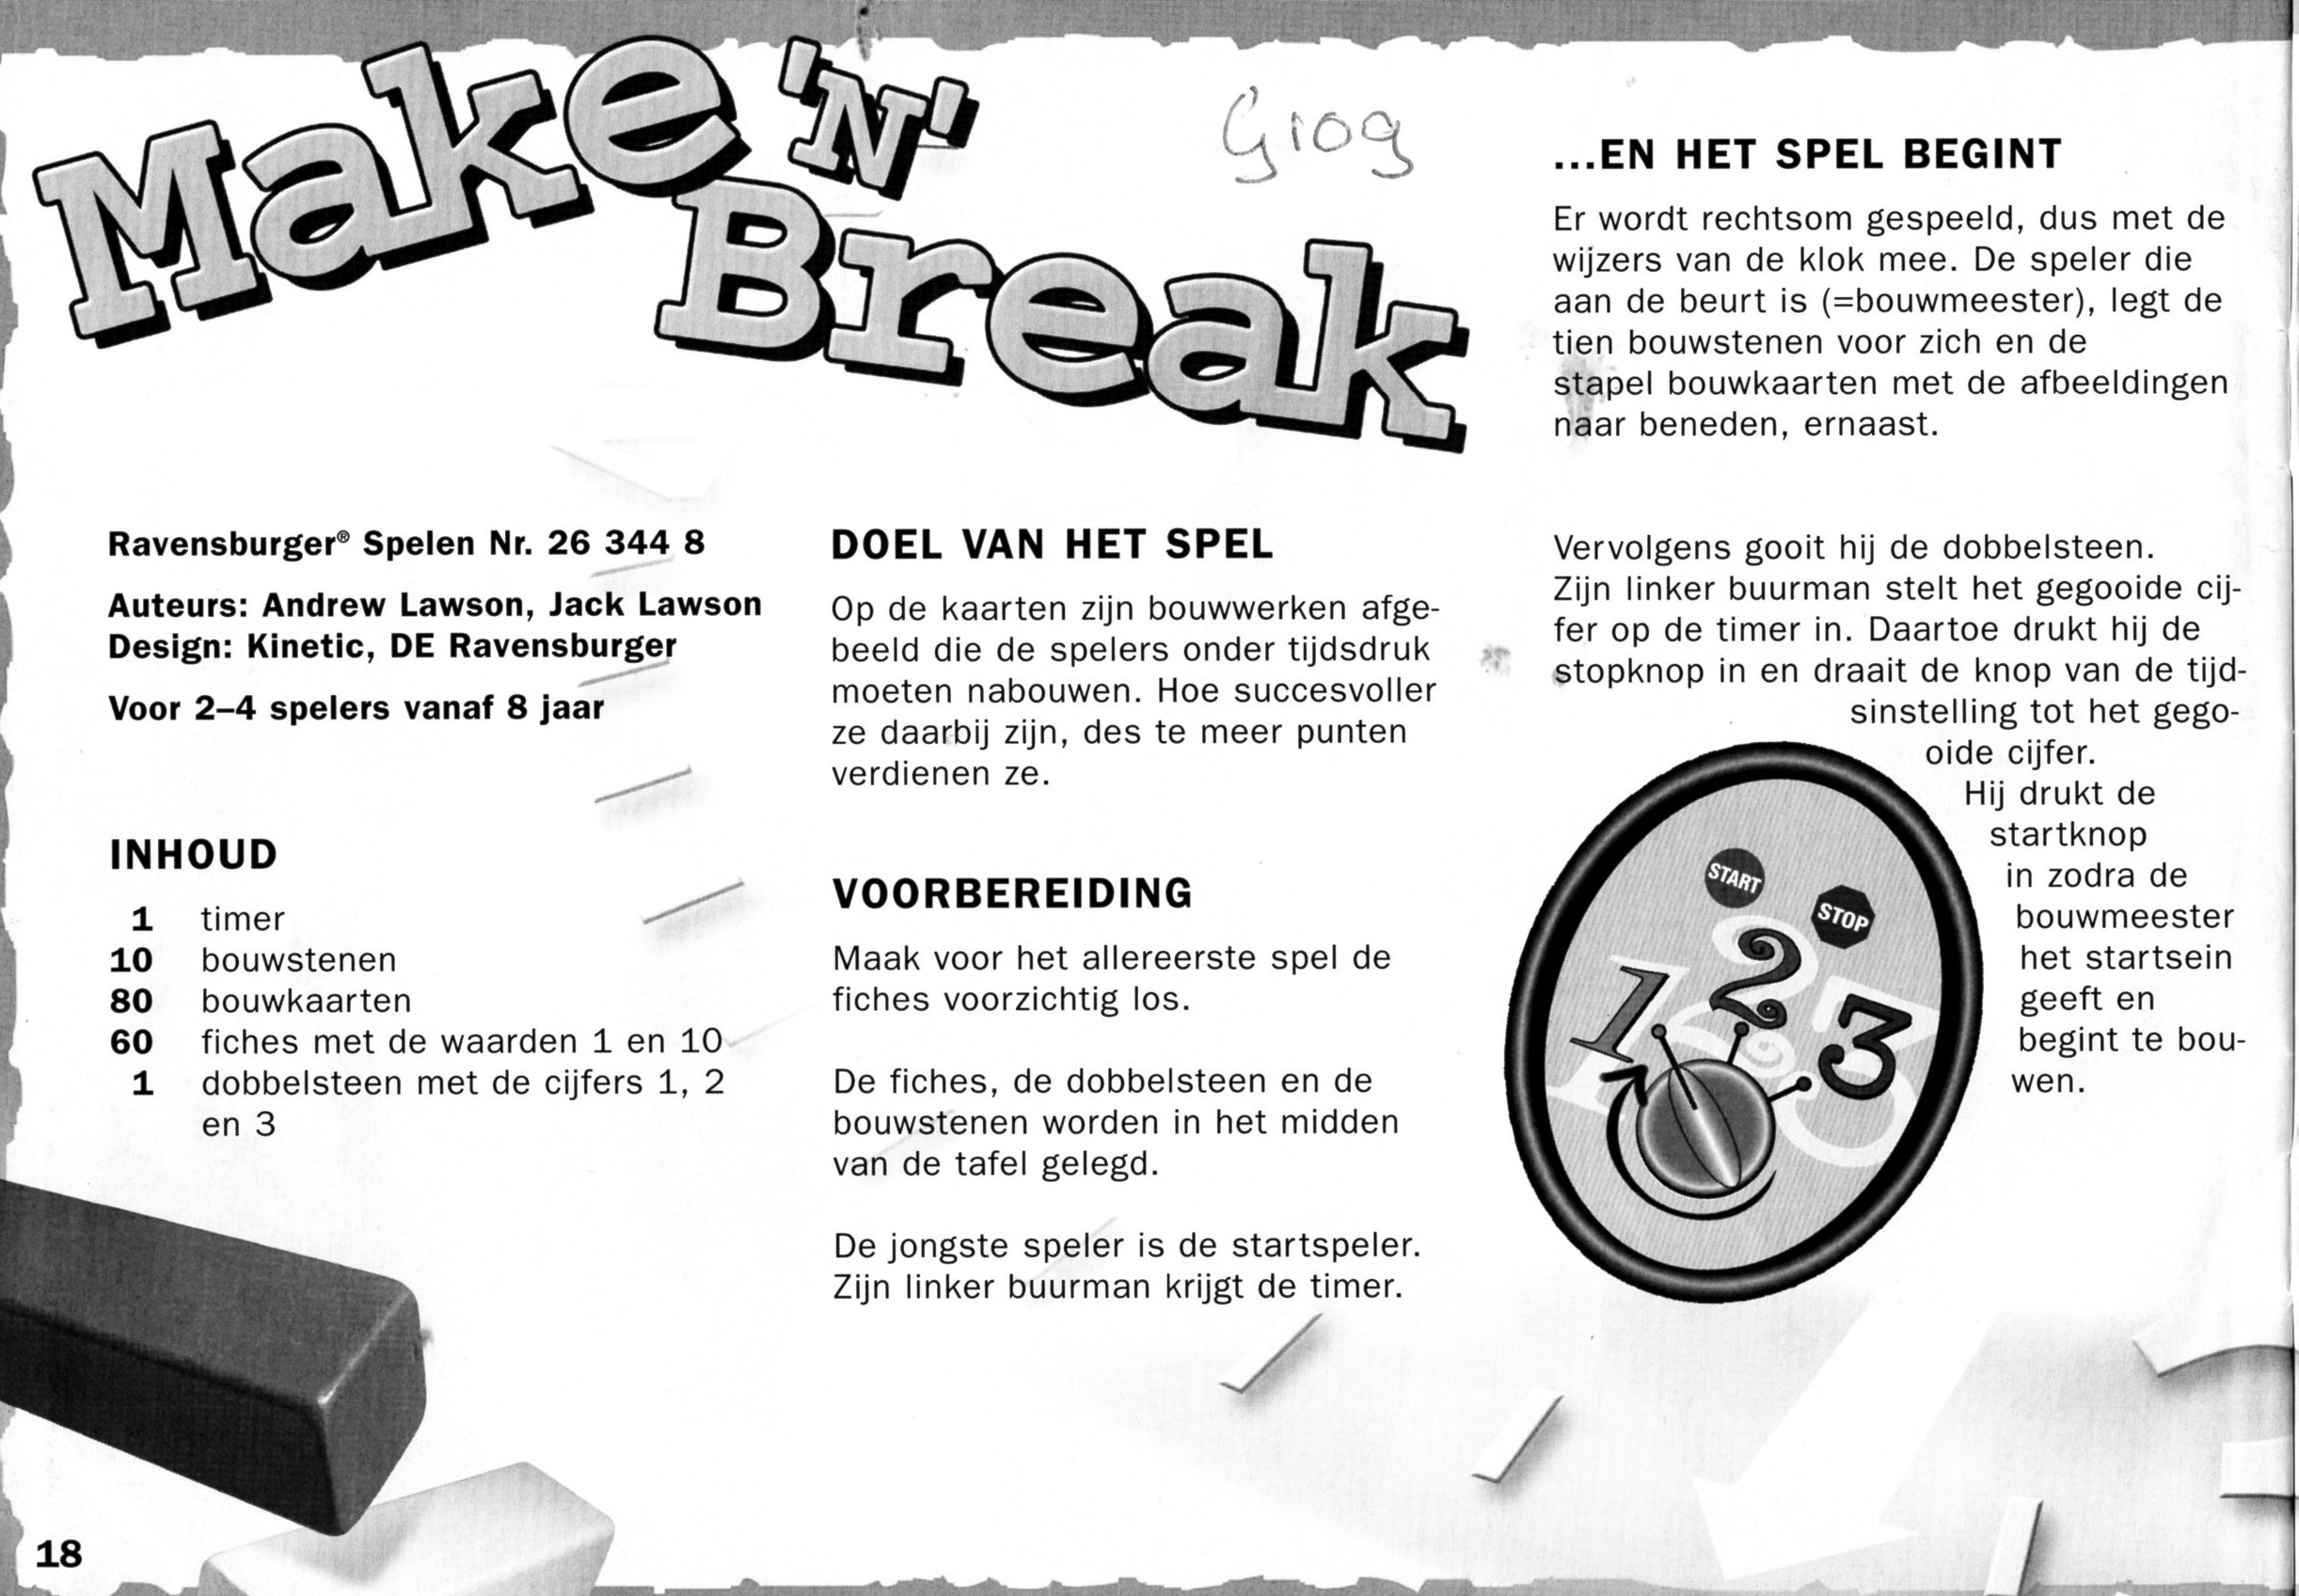 Make 'N'
Break
Grog
Ravensburger® Spelen Nr. 26 344 8
Auteurs: Andrew Lawson, Jack Lawson
Design: Kinetic, DE Ravensburger
Voor 2–4 spelers vanaf 8 jaar
INHOUD
1 timer
10 bouwstenen
80 bouwkaarten
60 fiches met de waarden 1 en 10
1 dobbelsteen met de cijfers 1, 2
en 3
DOEL VAN HET SPEL
Op de kaarten zijn bouwwerken afge-
beeld die de spelers onder tijdsdruk
moeten nabouwen. Hoe succesvoller
ze daarbij zijn, des te meer punten
verdienen ze.
VOORBEREIDING
Maak voor het allereerste spel de
fiches voorzichtig los.
De fiches, de dobbelsteen en de
bouwstenen worden in het midden
van de tafel gelegd.
De jongste speler is de startspeler.
Zijn linker buurman krijgt de timer.
...EN HET SPEL BEGINT
Er wordt rechtsom gespeeld, dus met de
wijzers van de klok mee. De speler die
aan de beurt is (=bouwmeester), legt de
tien bouwstenen voor zich en de
stapel bouwkaarten met de afbeeldingen
naar beneden, ernaast.
Vervolgens gooit hij de dobbelsteen.
Zijn linker buurman stelt het gegooide cij-
fer op de timer in. Daartoe drukt hij de
stopknop in en draait de knop van de tijd-
sinstelling tot het gego-
oide cijfer.
Hij drukt de
startknop
in zodra de
bouwmeester
het startsein
geeft en
begint te bou-
wen.
START
STOP
1 2 3
123
18